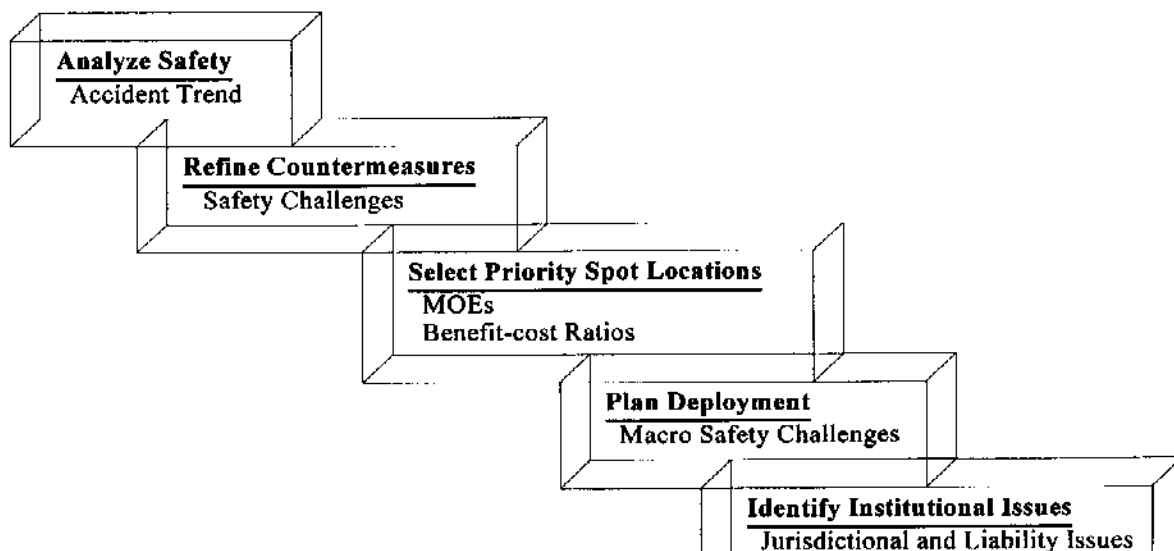 Analyze Safety
Accident Trend
Refine Countermeasures
Safety Challenges
Select Priority Spot Locations
MOEs
Benefit-cost Ratios
Plan Deployment
Macro Safety Challenges
Identify Institutional Issues
Jurisdictional and Liability Issues